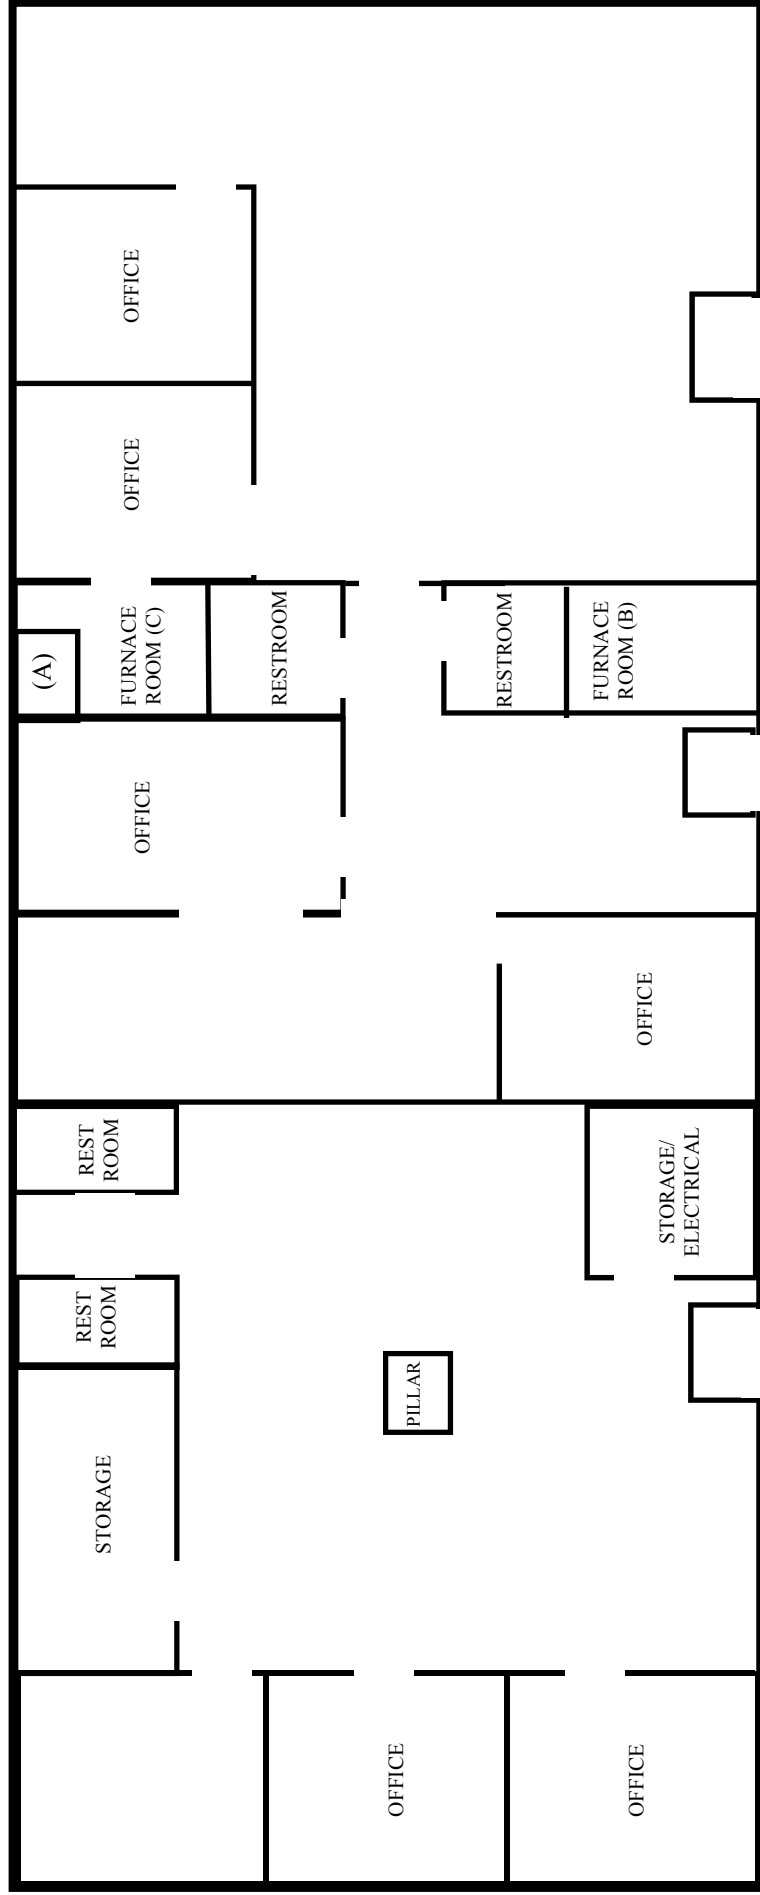 OFFICE
OFFICE
(A)
FURNACE
ROOM (C)
RESTROOM
RESTROOM
FURNACE
ROOM (B)
OFFICE
OFFICE
REST
ROOM
STORAGE/
ELECTRICAL
REST
ROOM
PILLAR
STORAGE
OFFICE
OFFICE